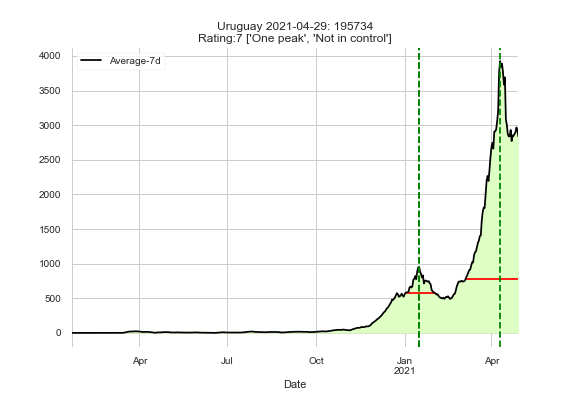 Uruguay 2021-04-29: 195734
Rating:7 ['One peak', 'Not in control']
Average-7d
4000
3500
3000
2500
2000
1500
1000
500
0
Apr
Jul
Oct
Jan
2021
Apr
Date